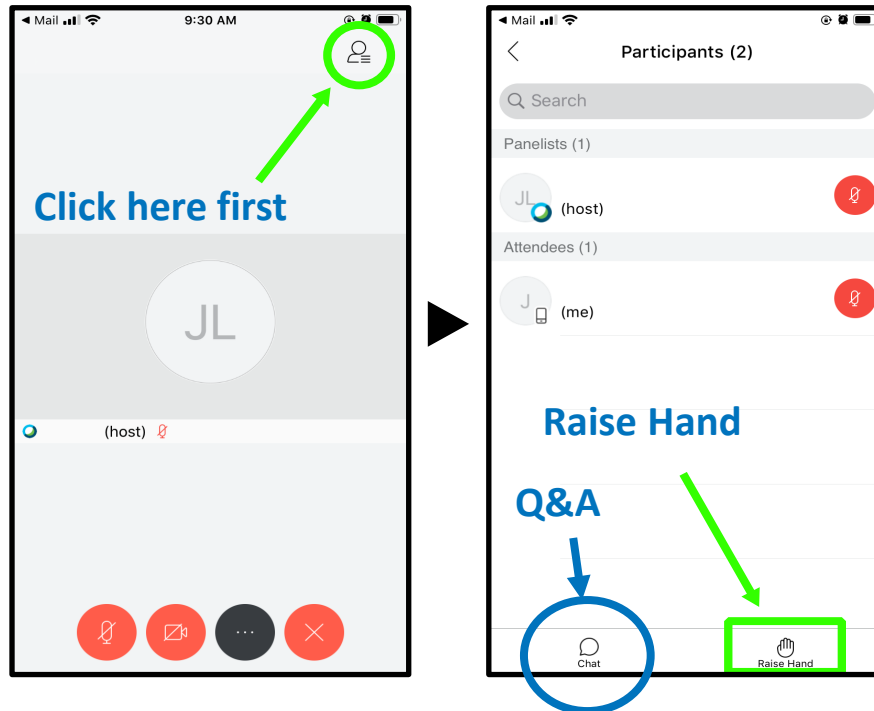 Mail
9:30 AM
Click here first
JL
(host)
Mail
Participants (2)
Search
Panelists (1)
JL
(host)
Attendees (1)
J
(me)
Raise Hand
Q&A
Chat
Raise Hand